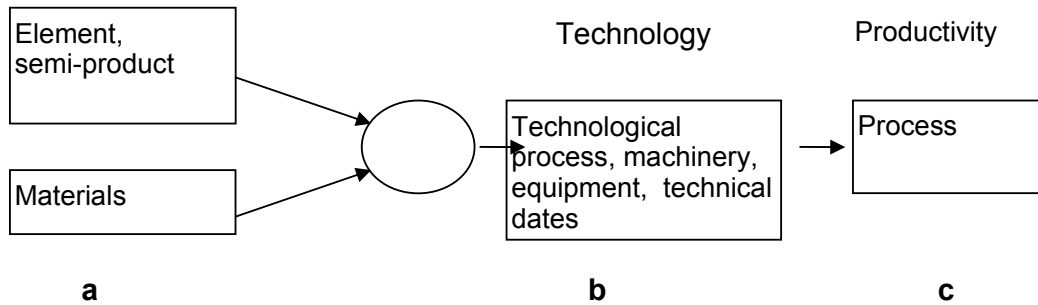 Element,
semi-product
Materials
Technology
Technological
process, machinery,
equipment, technical
dates
Productivity
Process
a
b
c